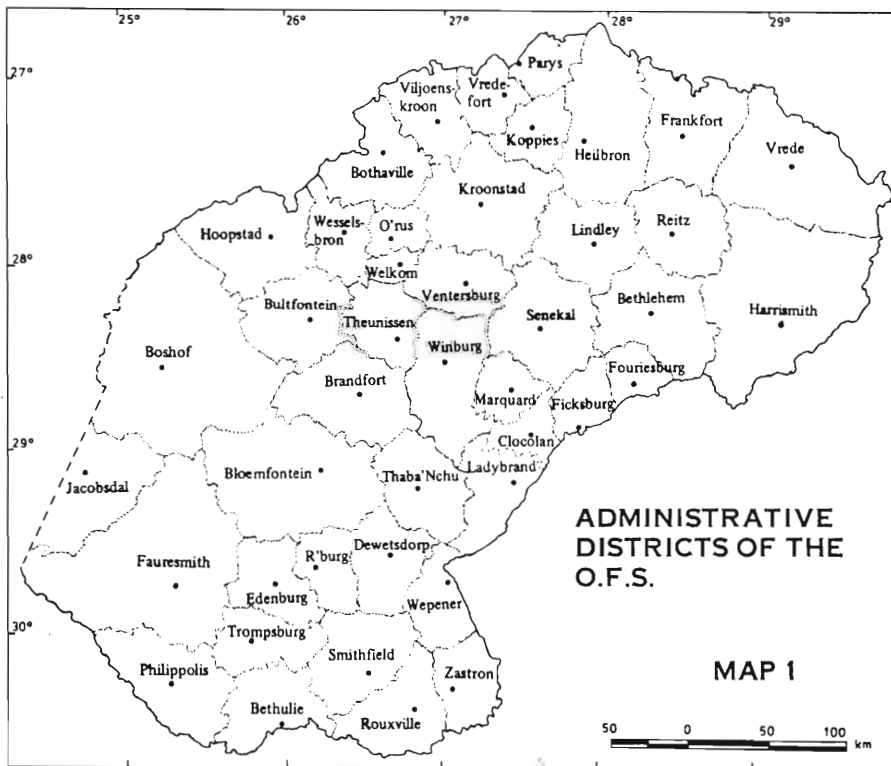 25°
26°
27°
28°
29°
27°
28°
29°
30°
Parys
Viljoens-
kroon
Vrede-
fort
Koppies
Heilbron
Frankfort
Vrede
Bothaville
Kroonstad
Hoopstad
Wessels-
bron
O'rus
Lindley
Reitz
Welkom
Ventersburg
Bultfontein
Theunissen
Senekal
Bethlehem
Harrismith
Boshof
Winburg
Brandfort
Fouriesburg
Marquard
Ficksburg
Clocolan
Bloemfontein
Thaba'Nchu
Ladybrand
Jacobsdal
Fauresmith
R'burg
Dewetsdorp
Edenburg
Wepener
Trompsburg
Philippolis
Smithfield
Zastron
Bethulie
Rouxville
ADMINISTRATIVE
DISTRICTS OF THE
O.F.S.
MAP 1
50 0 50 100
km